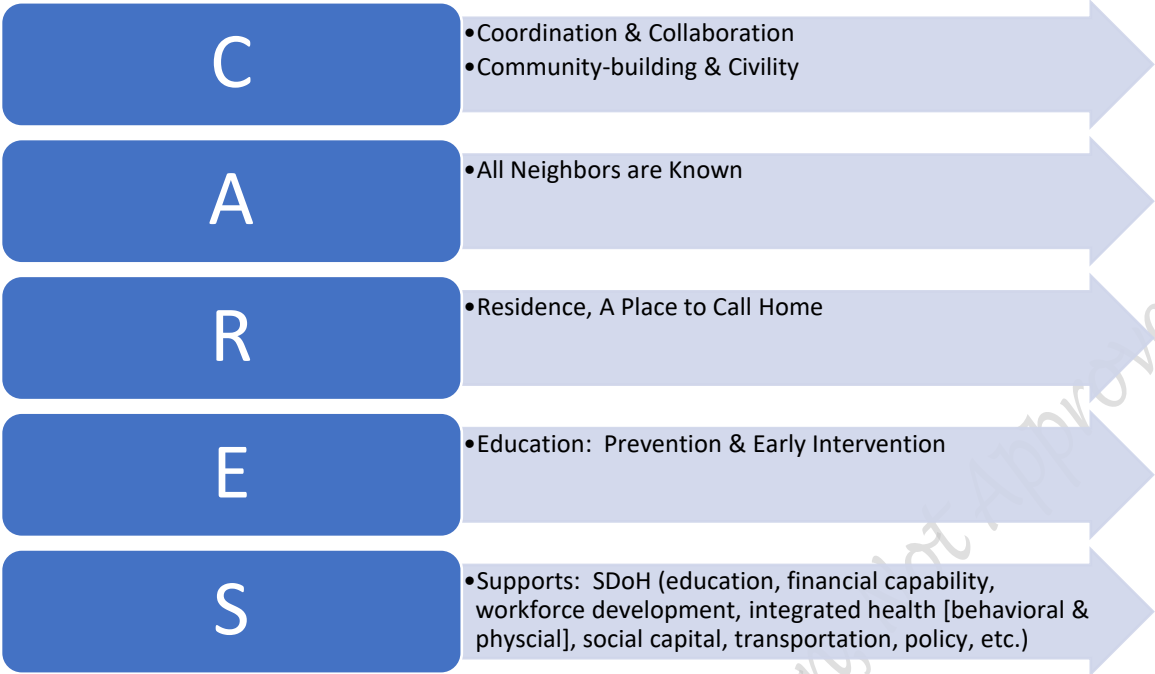 C
•Coordination & Collaboration
•Community-building & Civility
A
•All Neighbors are Known
R
•Residence, A Place to Call Home
E
•Education:  Prevention & Early Intervention
S
•Supports:  SDoH (education, financial capability,
workforce development, integrated health [behavioral &
physcial], social capital, transportation, policy, etc.)
Not